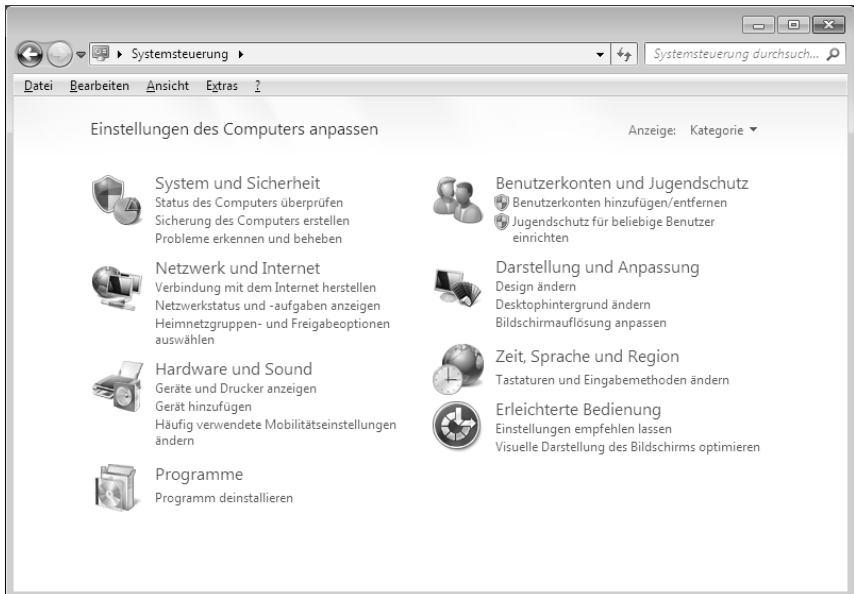 Systemsteuerung
Systemsteuerung durchsuch...
Datei Bearbeiten Ansicht Extras ?
Einstellungen des Computers anpassen
Anzeige: Kategorie
System und Sicherheit
Status des Computers überprüfen
Sicherung des Computers erstellen
Probleme erkennen und beheben
Netzwerk und Internet
Verbindung mit dem Internet herstellen
Netzwerkstatus und -aufgaben anzeigen
Heimnetzgruppen- und Freigabeoptionen
auswählen
Hardware und Sound
Geräte und Drucker anzeigen
Gerät hinzufügen
Häufig verwendete Mobilitätseinstellungen
ändern
Programme
Programm deinstallieren
Benutzerkonten und Jugendschutz
Benutzerkonten hinzufügen/entfernen
Jugendschutz für beliebige Benutzer
einrichten
Darstellung und Anpassung
Design ändern
Desktophintergrund ändern
Bildschirmauflösung anpassen
Zeit, Sprache und Region
Tastaturen und Eingabemethoden ändern
Erleichterte Bedienung
Einstellungen empfehlen lassen
Visuelle Darstellung des Bildschirms optimieren